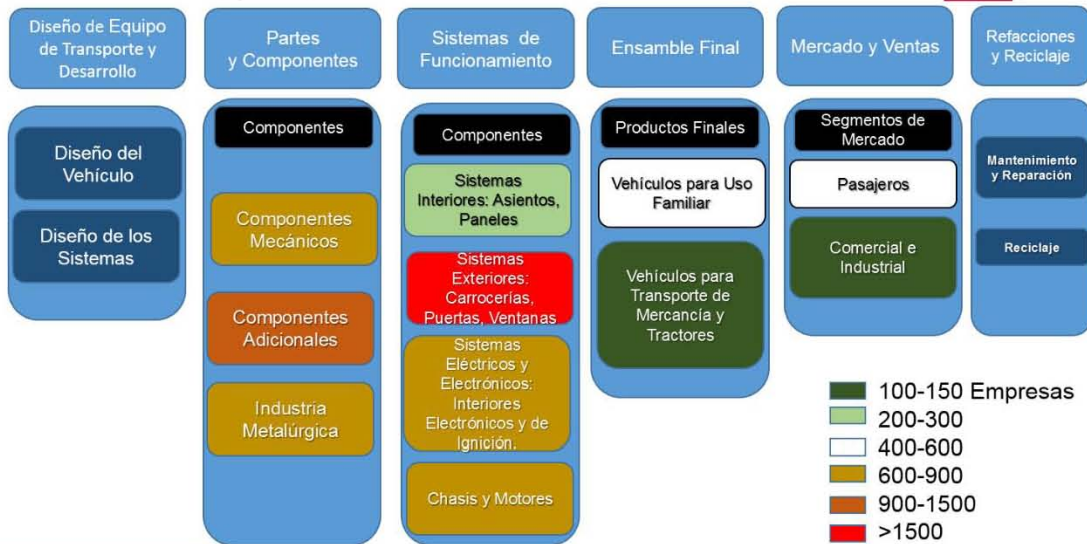 Diseño de Equipo
de Transporte y
Desarrollo
Partes
y Componentes
Sistemas de
Funcionamiento
Ensamble Final
Mercado y Ventas
Refacciones
y Reciclaje
Diseño del
Vehículo
Diseño de los
Sistemas
Componentes
Componentes
Mecánicos
Componentes
Adicionales
Industria
Metalúrgica
Componentes
Sistemas
Interiores: Asientos,
Paneles
Sistemas
Exteriores:
Carrocerías,
Puertas, Ventanas
Sistemas
Eléctricos y
Electrónicos:
Interiores
Electrónicos y de
Ignición.
Chasis y Motores
Productos Finales
Vehículos para Uso
Familiar
Vehículos para
Transporte de
Mercancía y
Tractores
Segmentos de
Mercado
Pasajeros
Comercial e
Industrial
Mantenimiento
y Reparación
Reciclaje
100-150 Empresas
200-300
400-600
600-900
900-1500
>1500